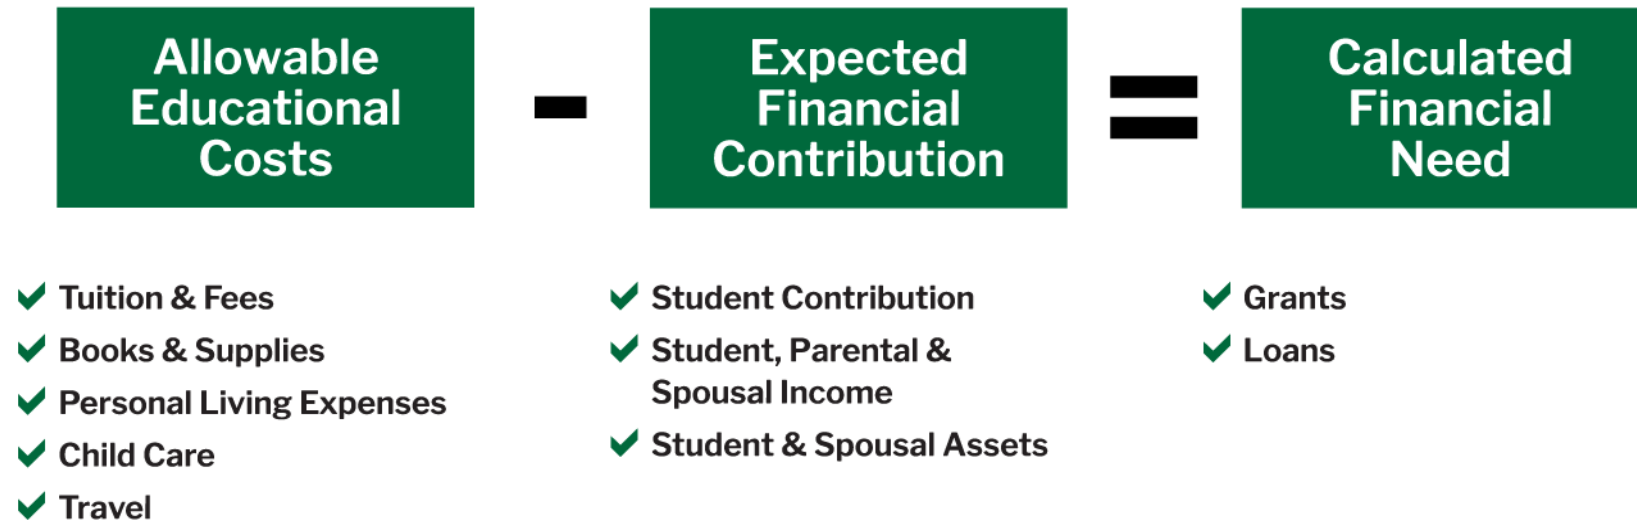 Allowable
Educational
Costs
-
Expected
Financial
Contribution
=
Calculated
Financial
Need
Tuition & Fees
Books & Supplies
Personal Living Expenses
Child Care
Travel
Student Contribution
Student, Parental &
Spousal Income
Student & Spousal Assets
Grants
Loans